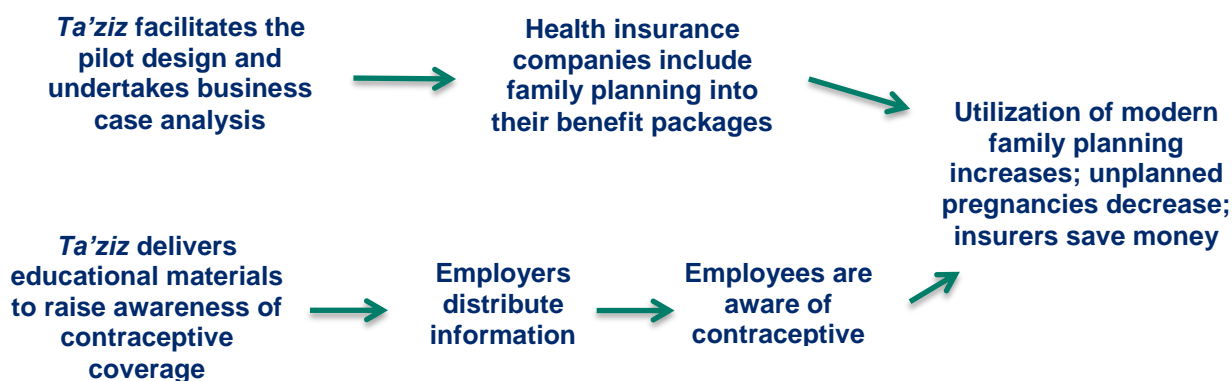 Ta’ziz facilitates the
pilot design and
undertakes business
case analysis
Health insurance
companies include
family planning into
their benefit packages
Utilization of modern
family planning
increases; unplanned
pregnancies decrease;
insurers save money
Ta’ziz delivers
educational materials
to raise awareness of
contraceptive
coverage
Employers
distribute
information
Employees are
aware of
contraceptive